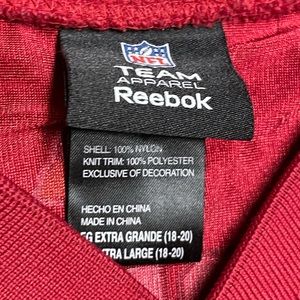 NFL
TEAM
APPAREL
Reebok
SHELL: 100% NYLON
KNIT TRIM: 100% POLYESTER
EXCLUSIVE OF DECORATION
HECHO EN CHINA
MADE IN CHINA
EXTRA GRANDE (18-20)
LARGE (18-20)